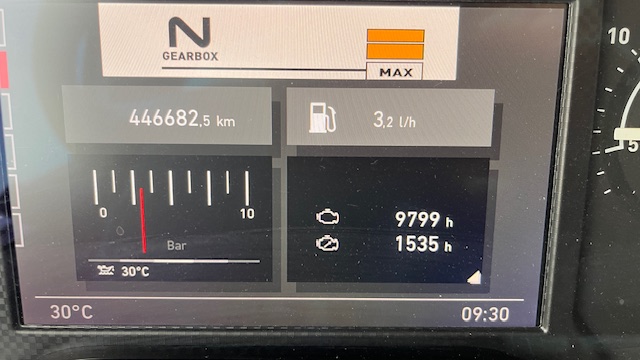 N
GEARBOX
MAX
10
446682,5 km
3,2 l/h
5
0
10
9799 h
Bar
1535 h
30°C
30°C
09:30